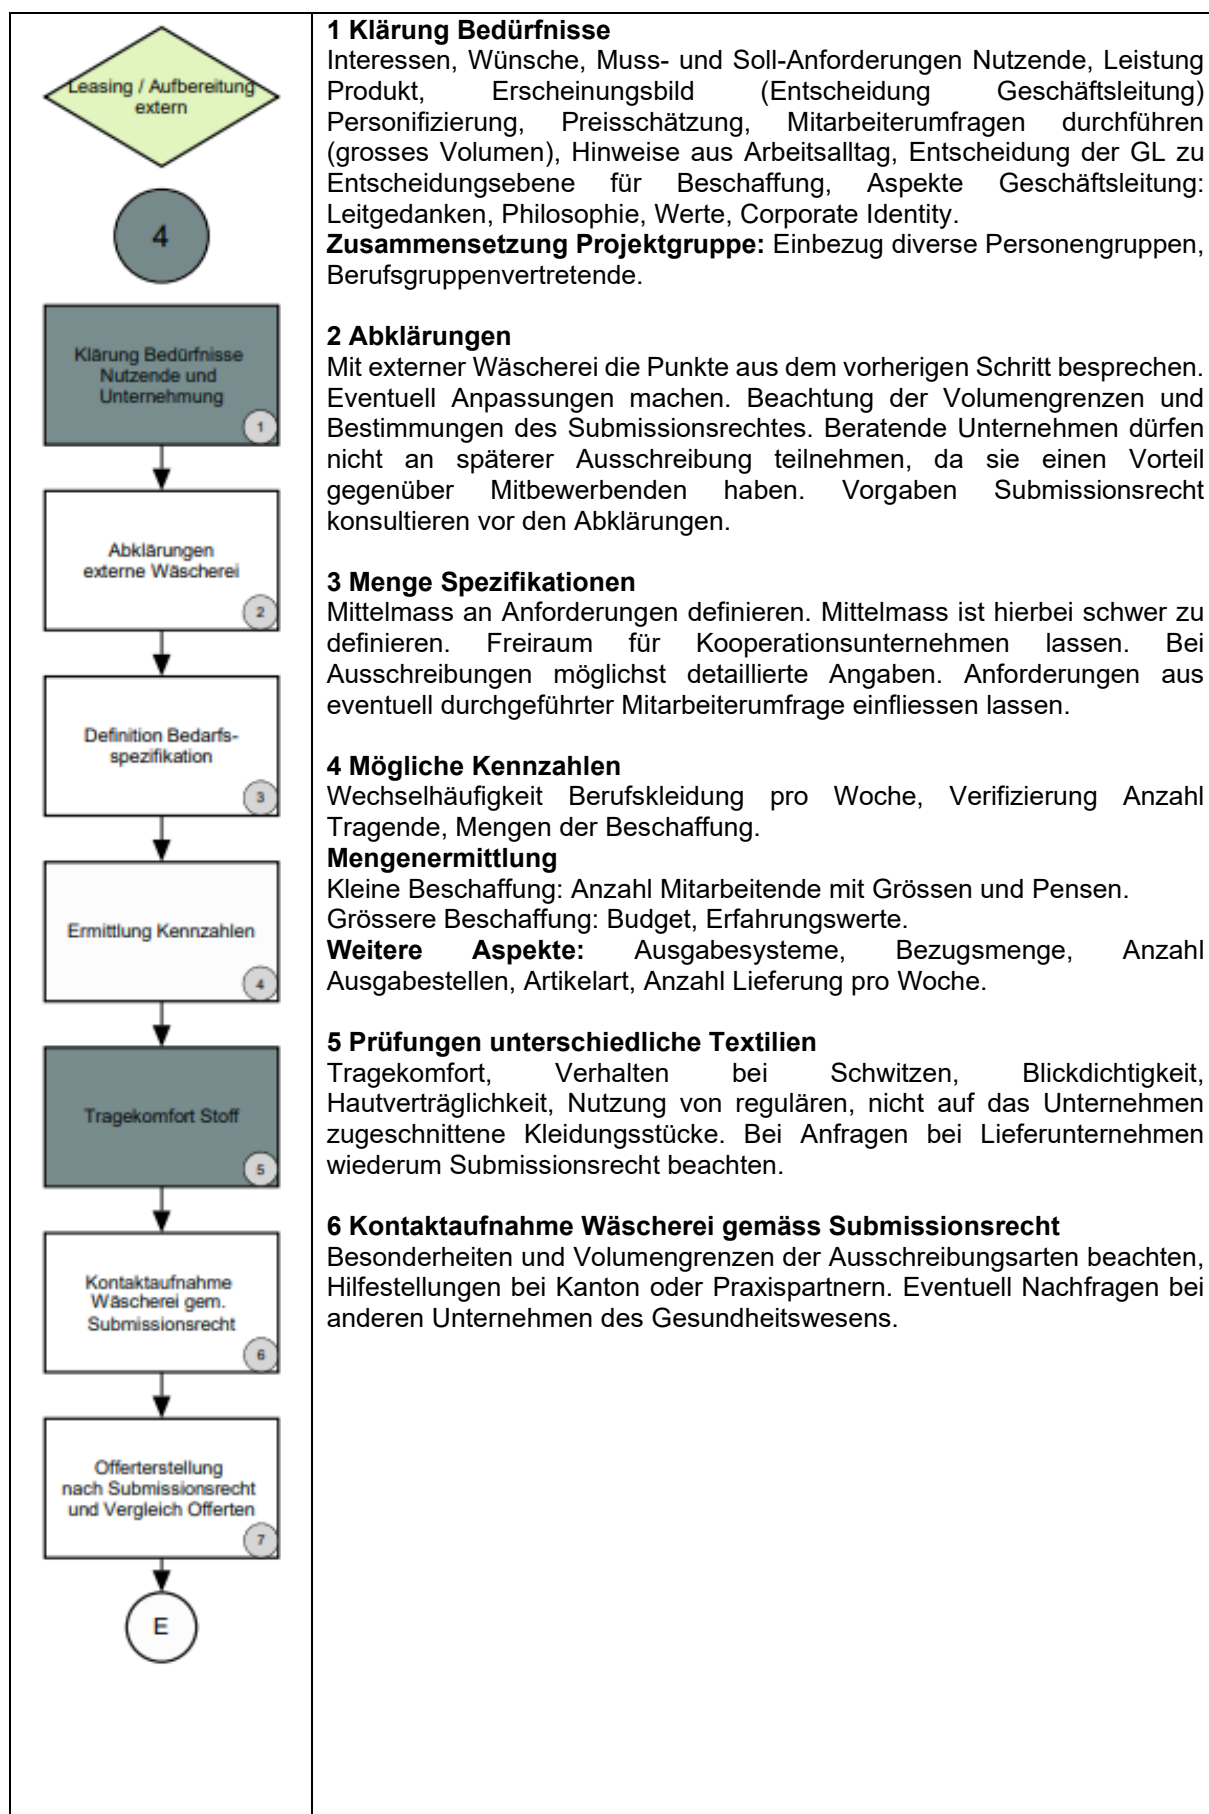 Leasing / Aufbereitung
extern
4
Klärung Bedürfnisse
Nutzende und
Unternehmung
1
Abklärungen
externe Wäscherei
2
Definition Bedarfs-
spezifikation
3
Ermittlung Kennzahlen
4
Tragekomfort Stoff
5
Kontaktaufnahme
Wäscherei gem.
Submissionsrecht
6
Offerterstellung
nach Submissionsrecht
und Vergleich Offerten
7
E
1 Klärung Bedürfnisse
Interessen, Wünsche, Muss- und Soll-Anforderungen Nutzende, Leistung
Produkt, Erscheinungsbild (Entscheidung Geschäftsleitung)
Personifizierung, Preisschätzung, Mitarbeiterumfragen durchführen
(grosses Volumen), Hinweise aus Arbeitsalltag, Entscheidung der GL zu
Entscheidungsebene für Beschaffung, Aspekte Geschäftsleitung:
Leitgedanken, Philosophie, Werte, Corporate Identity.
Zusammensetzung Projektgruppe: Einbezug diverse Personengruppen,
Berufsgruppenvertretende.
2 Abklärungen
Mit externer Wäscherei die Punkte aus dem vorherigen Schritt besprechen.
Eventuell Anpassungen machen. Beachtung der Volumengrenzen und
Bestimmungen des Submissionsrechtes. Beratende Unternehmen dürfen
nicht an späterer Ausschreibung teilnehmen, da sie einen Vorteil
gegenüber Mitbewerbenden haben. Vorgaben Submissionsrecht
konsultieren vor den Abklärungen.
3 Menge Spezifikationen
Mittelmass an Anforderungen definieren. Mittelmass ist hierbei schwer zu
definieren. Freiraum für Kooperationsunternehmen lassen. Bei
Ausschreibungen möglichst detaillierte Angaben. Anforderungen aus
eventuell durchgeführter Mitarbeiterumfrage einfliessen lassen.
4 Mögliche Kennzahlen
Wechselhäufigkeit Berufskleidung pro Woche, Verifizierung Anzahl
Tragende, Mengen der Beschaffung.
Mengenermittlung
Kleine Beschaffung: Anzahl Mitarbeitende mit Grössen und Pensen.
Grössere Beschaffung: Budget, Erfahrungswerte.
Weitere Aspekte: Ausgabesysteme, Bezugsmenge, Anzahl
Ausgabestellen, Artikelart, Anzahl Lieferung pro Woche.
5 Prüfungen unterschiedliche Textilien
Tragekomfort, Verhalten bei Schwitzen, Blickdichtigkeit,
Hautverträglichkeit, Nutzung von regulären, nicht auf das Unternehmen
zugeschnittene Kleidungsstücke. Bei Anfragen bei Lieferunternehmen
wiederum Submissionsrecht beachten.
6 Kontaktaufnahme Wäscherei gemäss Submissionsrecht
Besonderheiten und Volumengrenzen der Ausschreibungsarten beachten,
Hilfestellungen bei Kanton oder Praxispartnern. Eventuell Nachfragen bei
anderen Unternehmen des Gesundheitswesens.